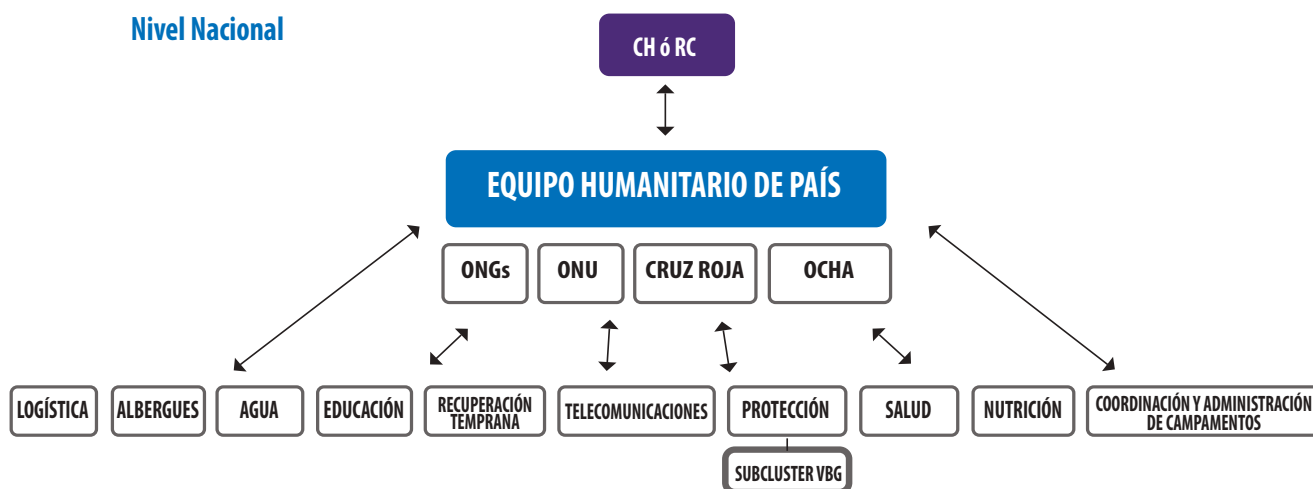 Nivel Nacional
CH ó RC
EQUIPO HUMANITARIO DE PAÍS
ONGs
ONU
CRUZ ROJA
OCHA
LOGÍSTICA
ALBERGUES
AGUA
EDUCACIÓN
RECUPERACIÓN
TEMPRANA
TELECOMUNICACIONES
PROTECCIÓN
SALUD
NUTRICIÓN
COORDINACIÓN Y ADMINISTRACIÓN
DE CAMPAMENTOS
SUBCLUSTER VBG